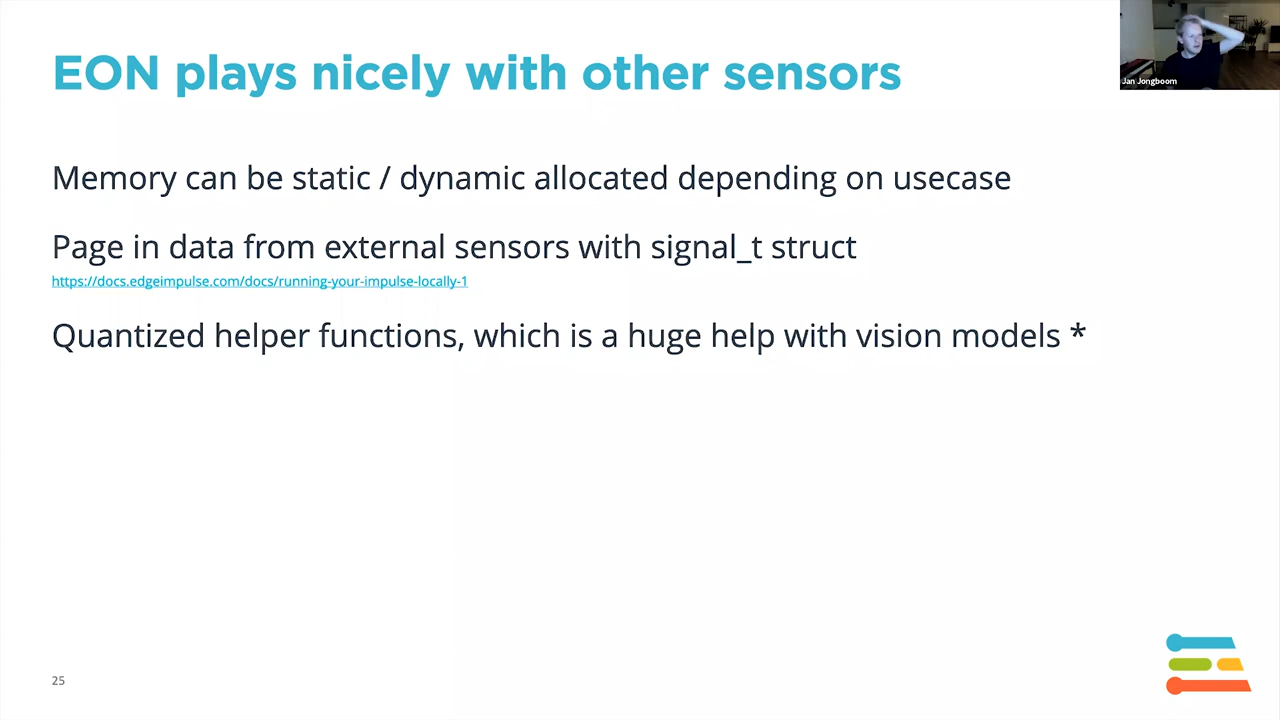 EON plays nicely with other sensors
Jan Jongboom
Memory can be static / dynamic allocated depending on usecase
Page in data from external sensors with signal_t struct
https://docs.edgeimpulse.com/docs/running-your-impulse-locally-1
Quantized helper functions, which is a huge help with vision models *
25